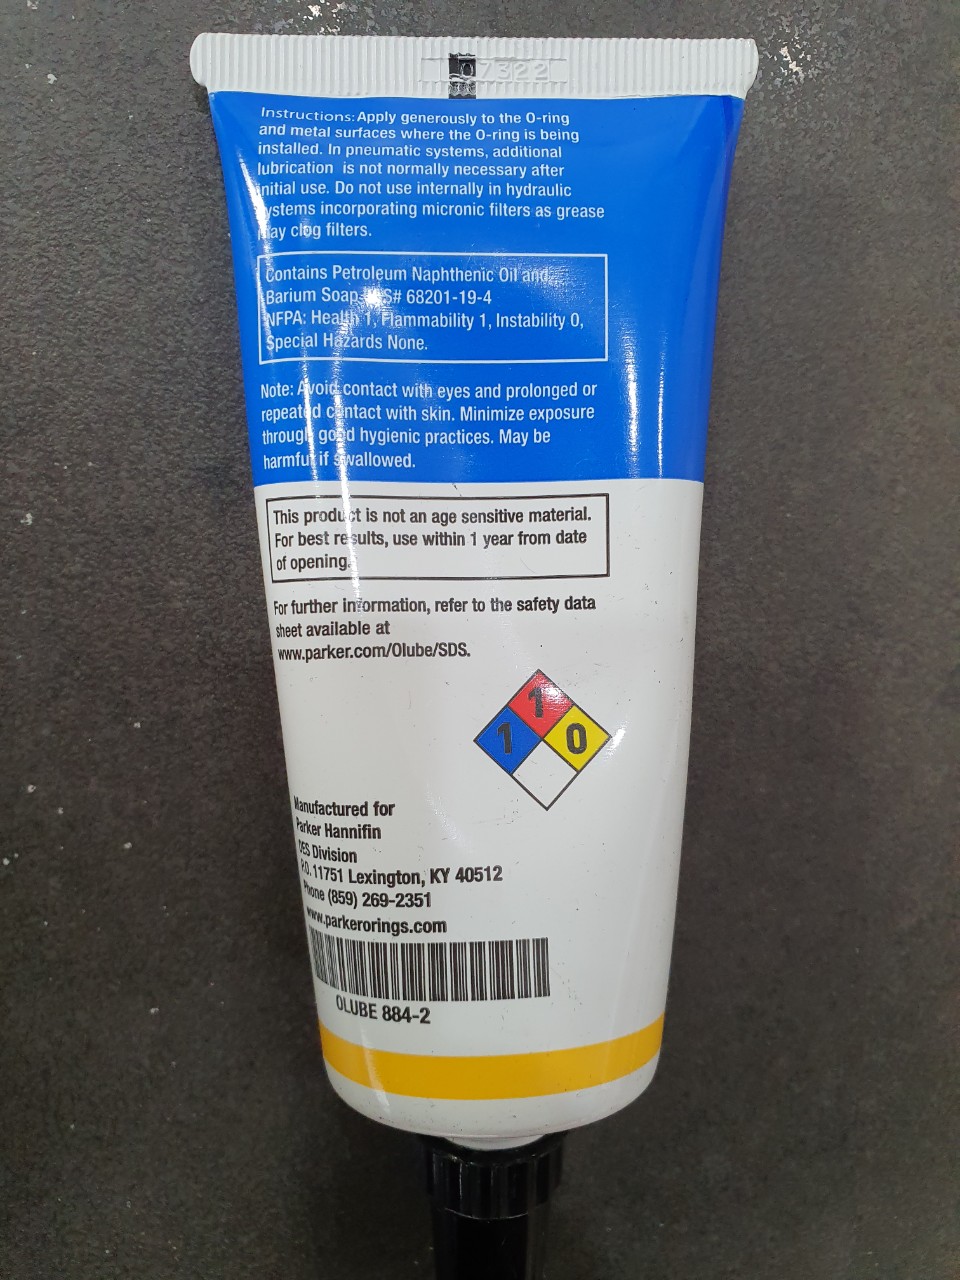 07322
Instructions: Apply generously to the O-ring
and metal surfaces where the O-ring is being
installed. In pneumatic systems, additional
lubrication is not normally necessary after
initial use. Do not use internally in hydraulic
systems incorporating micronic filters as grease
may clog filters.
Contains Petroleum Naphthenic Oil and
Barium Soap CAS# 68201-19-4
NFPA: Health 1, Flammability 1, Instability 0,
Special Hazards None.
Note: Avoid contact with eyes and prolonged or
repeated contact with skin. Minimize exposure
through good hygienic practices. May be
harmful if swallowed.
This product is not an age sensitive material.
For best results, use within 1 year from date
of opening.
For further information, refer to the safety data
sheet available at
www.parker.com/Olube/SDS.
1
1 0
Manufactured for
Parker Hannifin
OES Division
P.O. 11751 Lexington, KY 40512
Phone (859) 269-2351
www.parkerorings.com
OLUBE 884-2